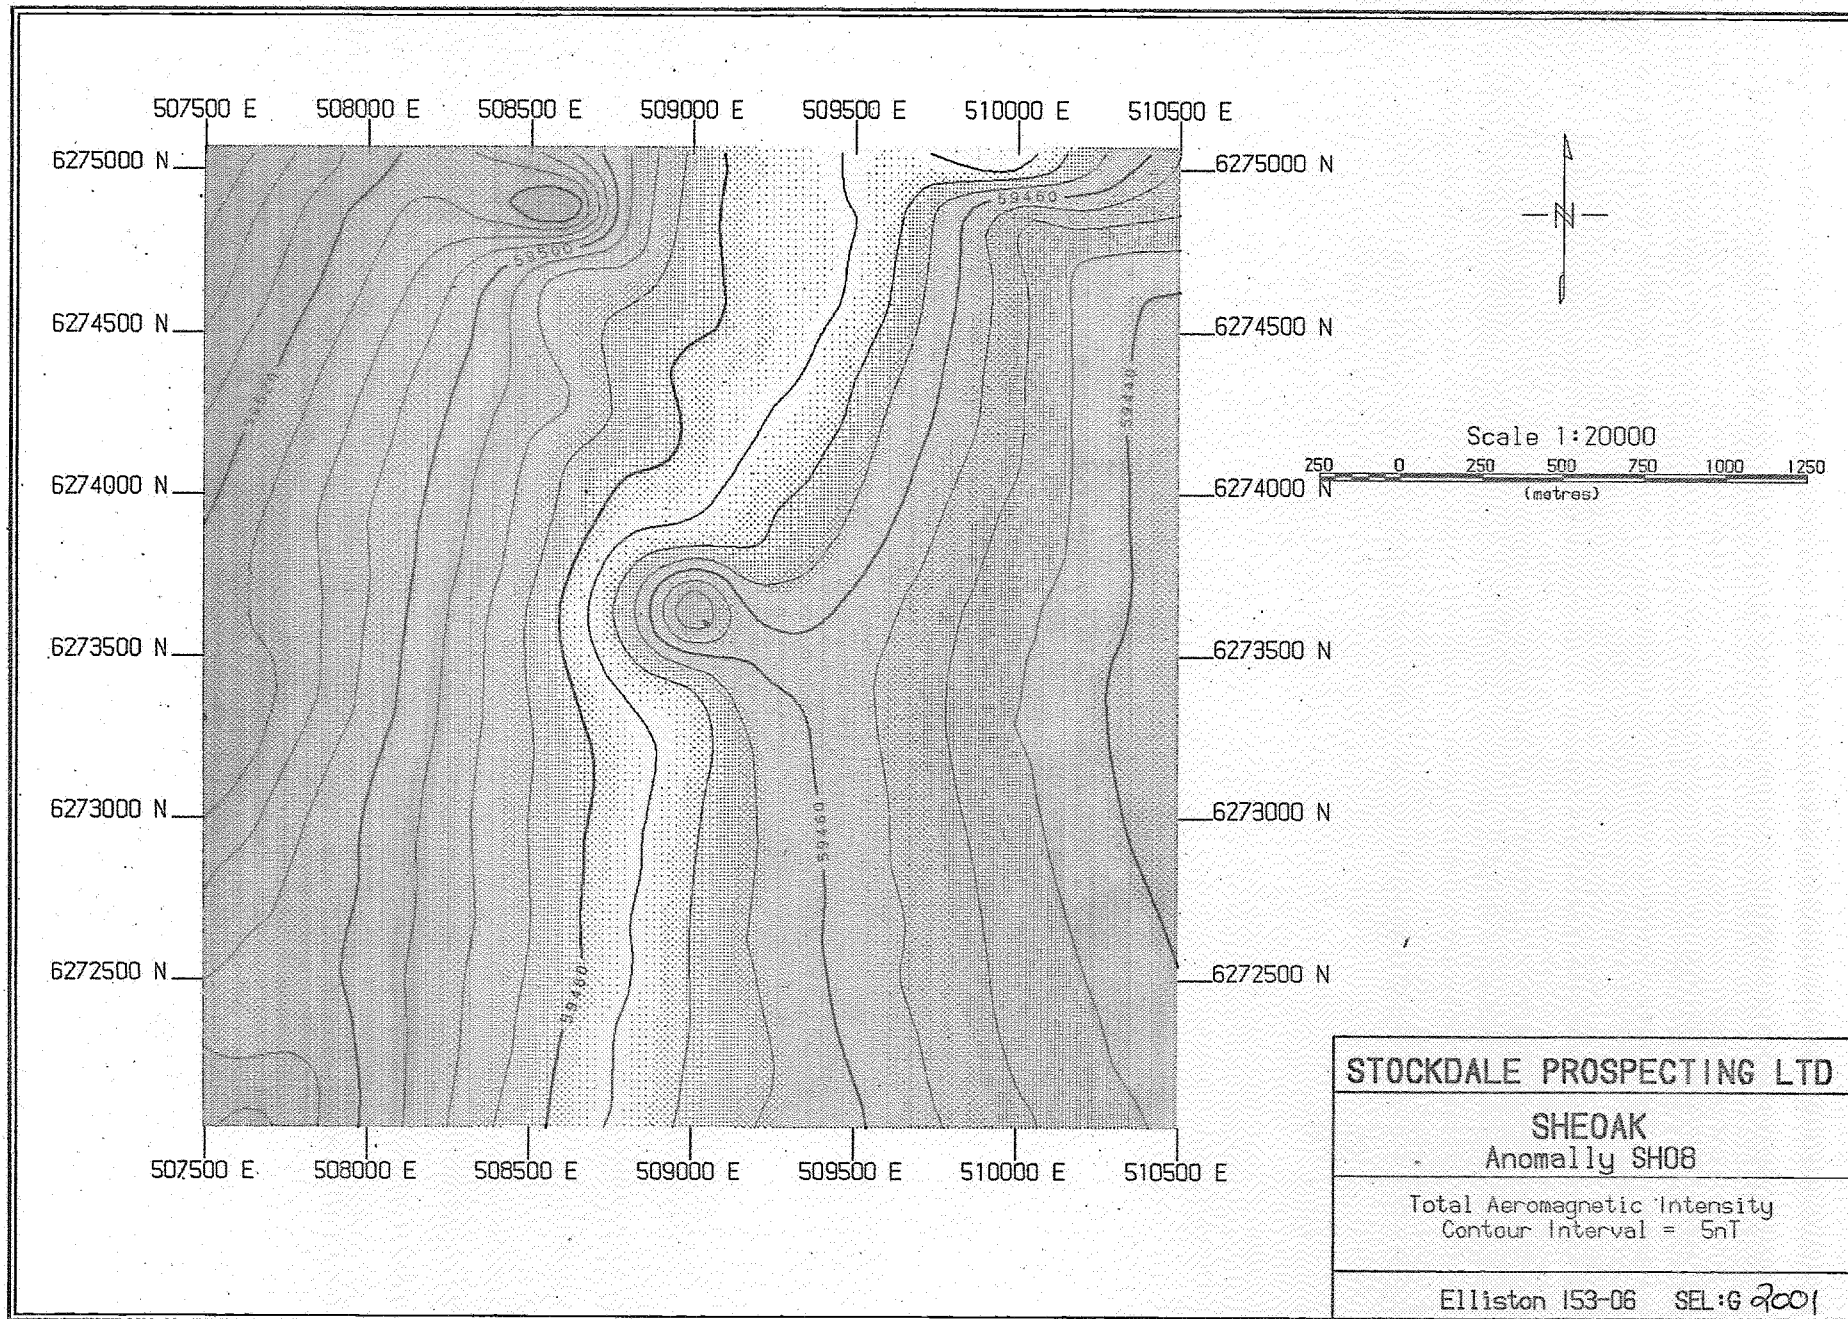 507500 E 508000 E 508500 E 509000 E 509500 E 510000 E 510500 E
6275000 N 6275000 N
59460
59500
6274500 N 6274500 N
59440
Scale 1:20000
250 0 250 500 750 1000 1250
(metres)
6274000 N 6274000 N
6273500 N 6273500 N
6273000 N 6273000 N
59460
6272500 N 6272500 N
59460
507500 E 508000 E 508500 E 509000 E 509500 E 510000 E 510500 E
N
STOCKDALE PROSPECTING LTD
SHEOAK
Anomally SH08
Total Aeromagnetic Intensity
Contour Interval = 5nT
Elliston I53-06 SEL:G 2001